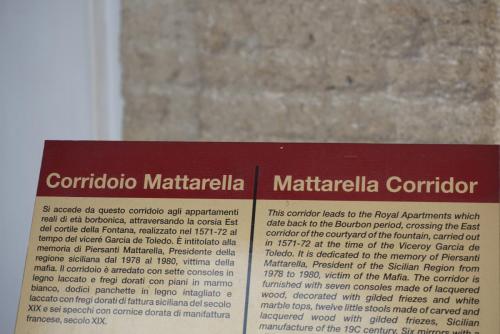 Corridoio Mattarella
Si accede da questo corridoio agli appartamenti
reali di età borbonica, attraversando la corsia Est
del cortile della Fontana, realizzato nel 1571-72 al
tempo del viceré Garcia de Toledo. È intitolato alla
memoria di Piersanti Mattarella, Presidente della
regione siciliana dal 1978 al 1980, vittima della
mafia. Il corridoio è arredato con sette consoles in
legno laccato e fregi dorati con piani in marmo
bianco, dodici panchette in legno intagliato e
laccato con fregi dorati di fattura siciliana del secolo
XIX e sei specchi con cornice dorata di manifattura
francese, secolo XIX.
Mattarella Corridor
This corridor leads to the Royal Apartments which
date back to the Bourbon period, crossing the East
corridor of the courtyard of the fountain, carried out
in 1571-72 at the time of the Viceroy Garcia de
Toledo. It is dedicated to the memory of Piersanti
Mattarella, President of the Sicilian Region from
1978 to 1980, victim of the Mafia. The corridor is
furnished with seven consoles made of lacquered
wood, decorated with gilded friezes and white
marble tops, twelve little stools made of carved and
lacquered wood with gilded friezes, Sicilian
manufacture of the 19C century. Six mirrors with a